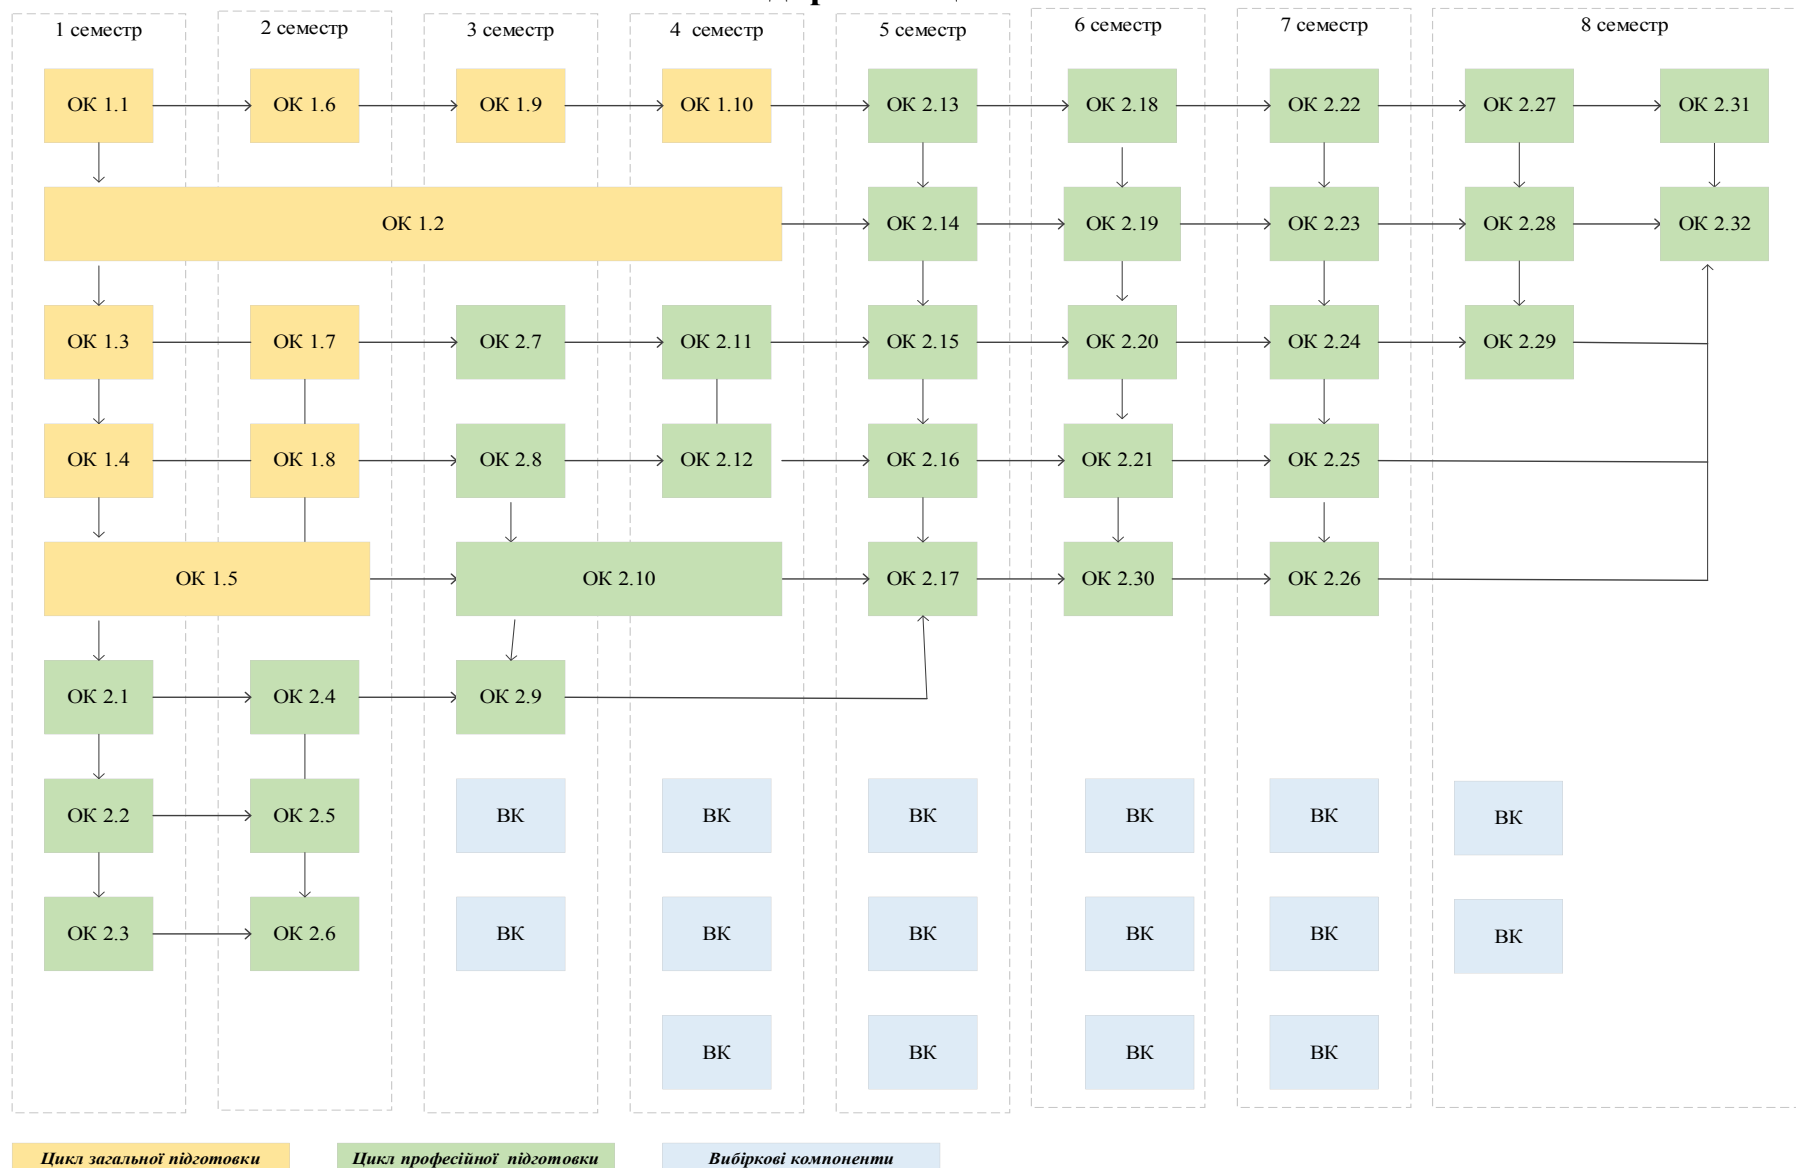 1 семестр 2 семестр 3 семестр 4 семестр 5 семестр 6 семестр 7 семестр 8 семестр
ОК 1.1 ОК 1.6 ОК 1.9 ОК 1.10 ОК 2.13 ОК 2.18 ОК 2.22 ОК 2.27 ОК 2.31
ОК 1.2 ОК 2.14 ОК 2.19 ОК 2.23 ОК 2.28 ОК 2.32
ОК 1.3 ОК 1.7 ОК 2.7 ОК 2.11 ОК 2.15 ОК 2.20 ОК 2.24 ОК 2.29
ОК 1.4 ОК 1.8 ОК 2.8 ОК 2.12 ОК 2.16 ОК 2.21 ОК 2.25
ОК 1.5 ОК 2.10 ОК 2.17 ОК 2.30 ОК 2.26
ОК 2.1 ОК 2.4 ОК 2.9
ОК 2.2 ОК 2.5 ВК ВК ВК ВК ВК ВК
ОК 2.3 ОК 2.6 ВК ВК ВК ВК ВК ВК
ВК ВК ВК ВК
Цикл загальної підготовки Цикл професійної підготовки Вибіркові компоненти